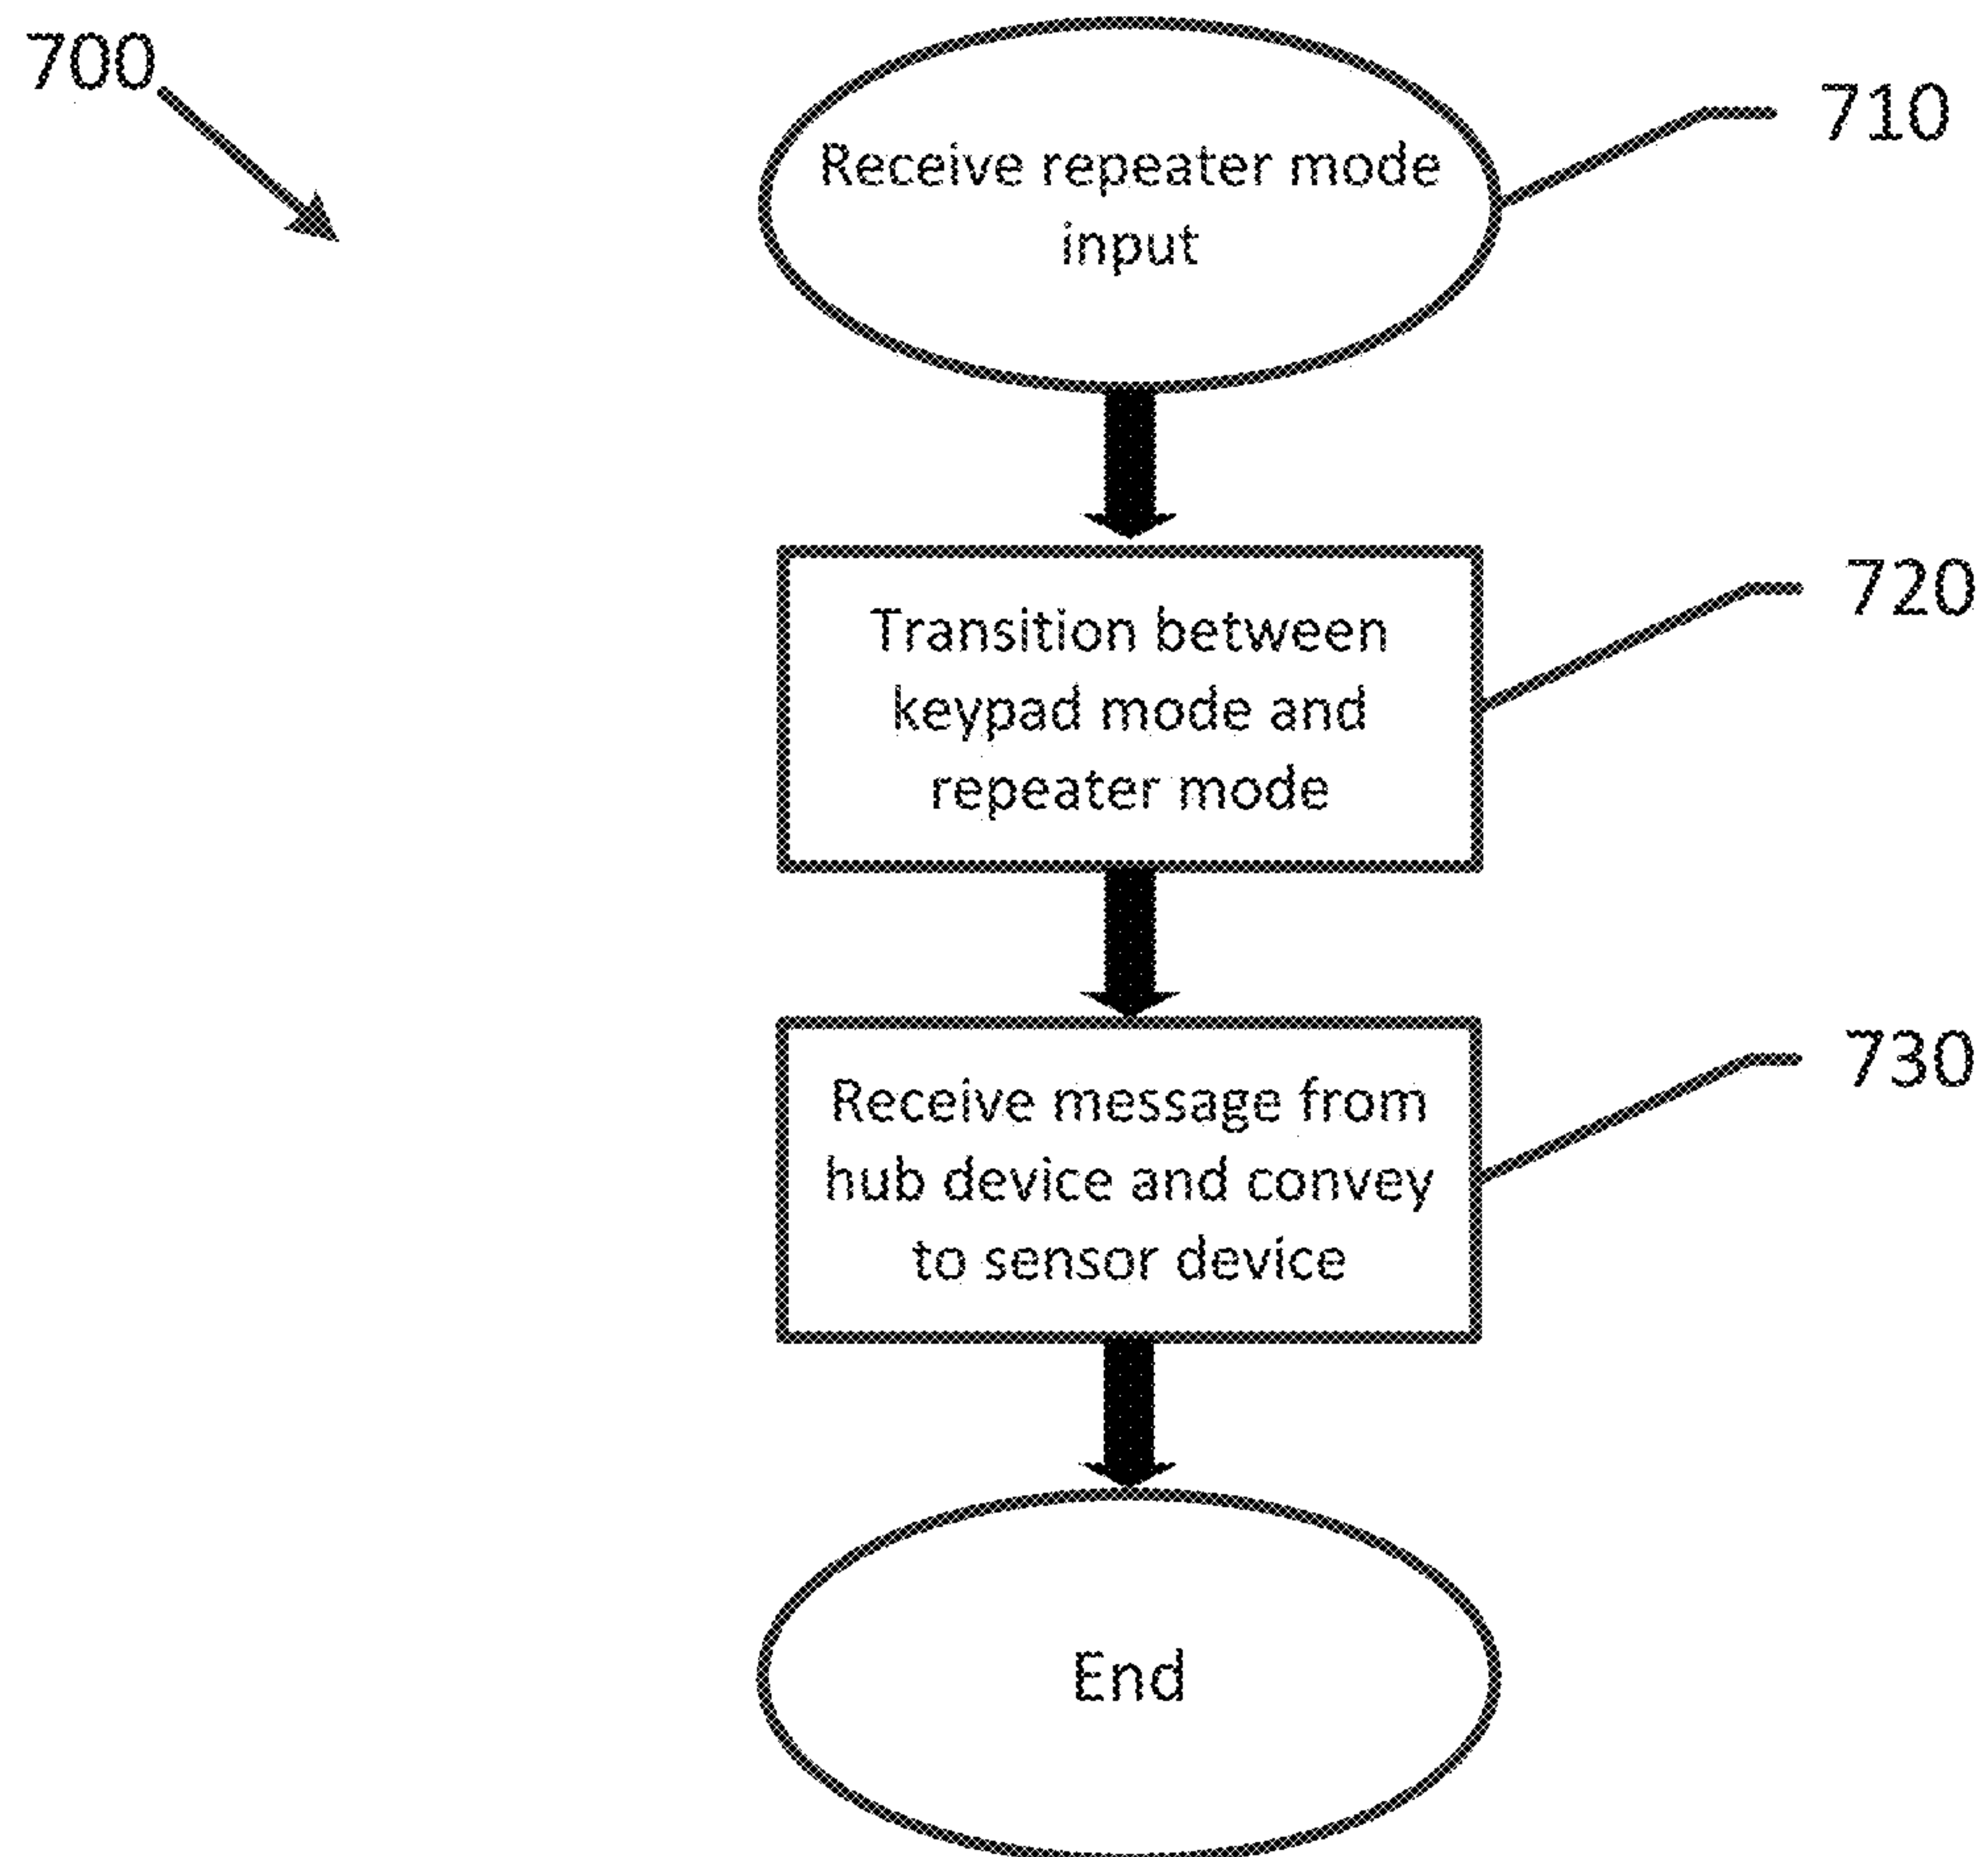 700
Receive repeater mode
input
710
Transition between
keypad mode and
repeater mode
720
Receive message from
hub device and convey
to sensor device
730
End